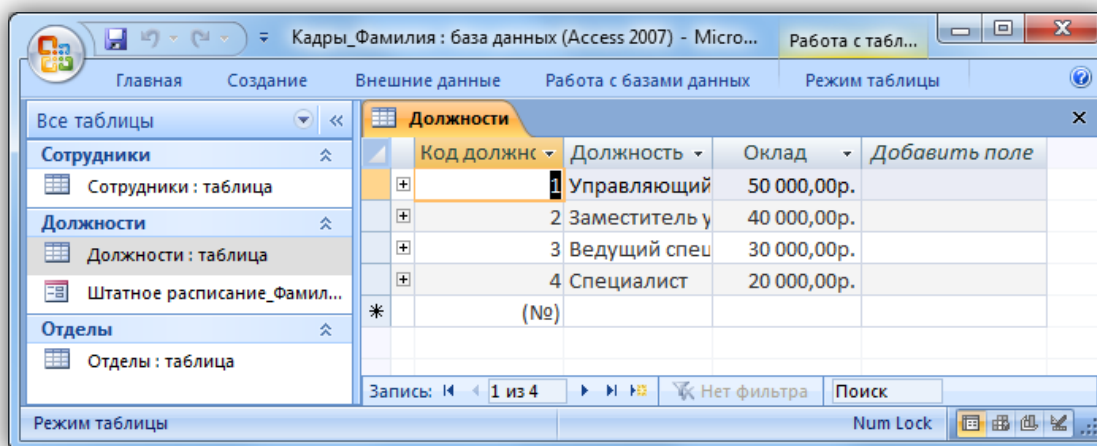 Кадры_Фамилия : база данных (Access 2007) - Micro... Работа с табл...
Главная Создание Внешние данные Работа с базами данных Режим таблицы
Все таблицы
Должности
Сотрудники
Сотрудники : таблица
Должности
Должности : таблица
Штатное расписание_Фамил...
Отделы
Отделы : таблица
Код должнс Должность Оклад Добавить поле
1 Управляющий 50 000,00р.
2 Заместитель у 40 000,00р.
3 Ведущий спец 30 000,00р.
4 Специалист 20 000,00р.
(№)
Запись: 1 из 4 Нет фильтра Поиск
Режим таблицы Num Lock